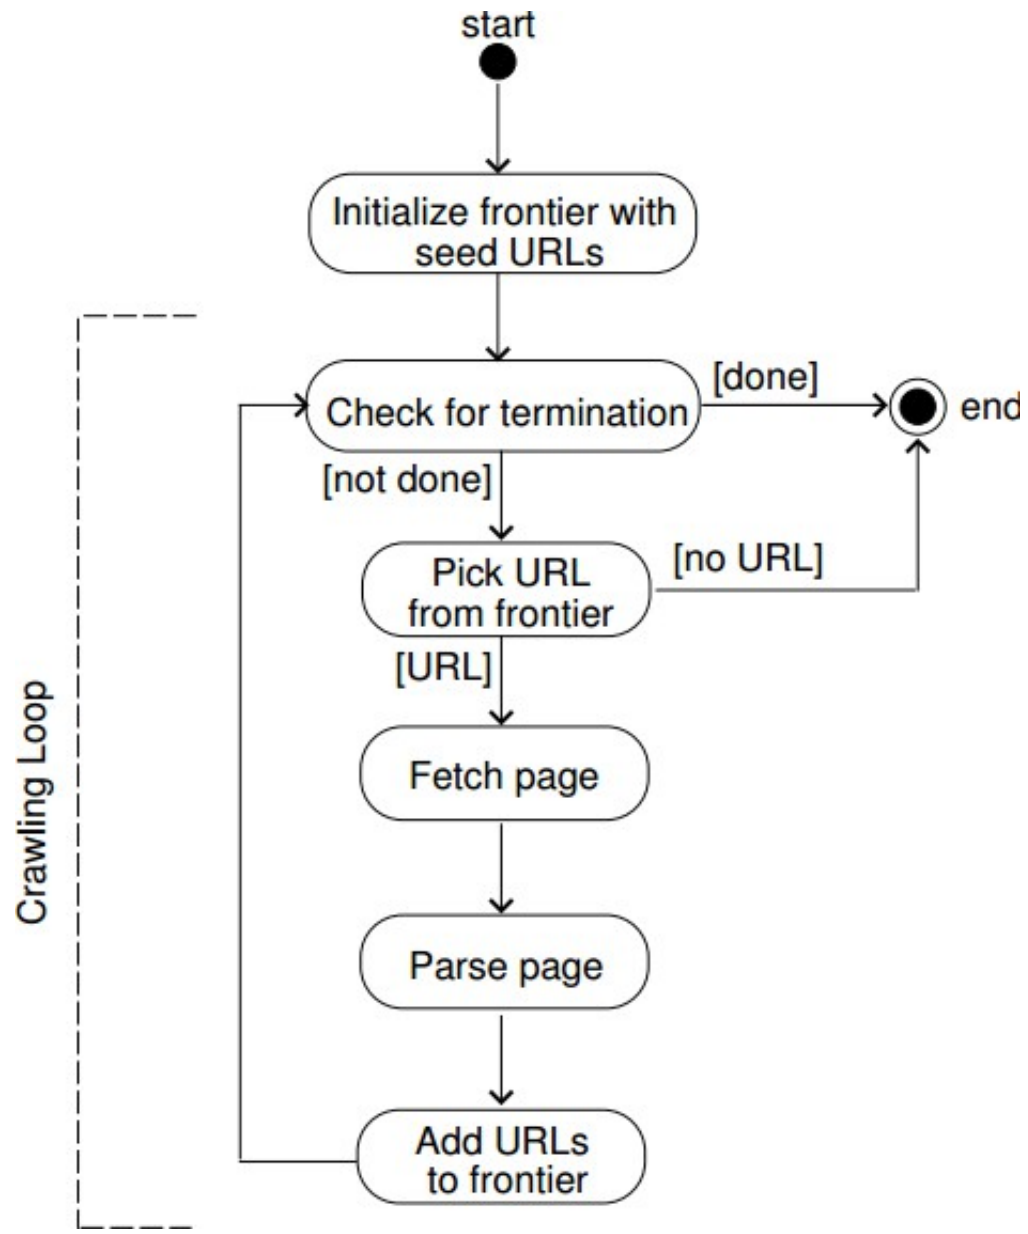 start
Initialize frontier with
seed URLs
[done]
Check for termination
end
[not done]
[no URL]
Pick URL
from frontier
[URL]
Fetch page
Crawling Loop
Parse page
Add URLs
to frontier